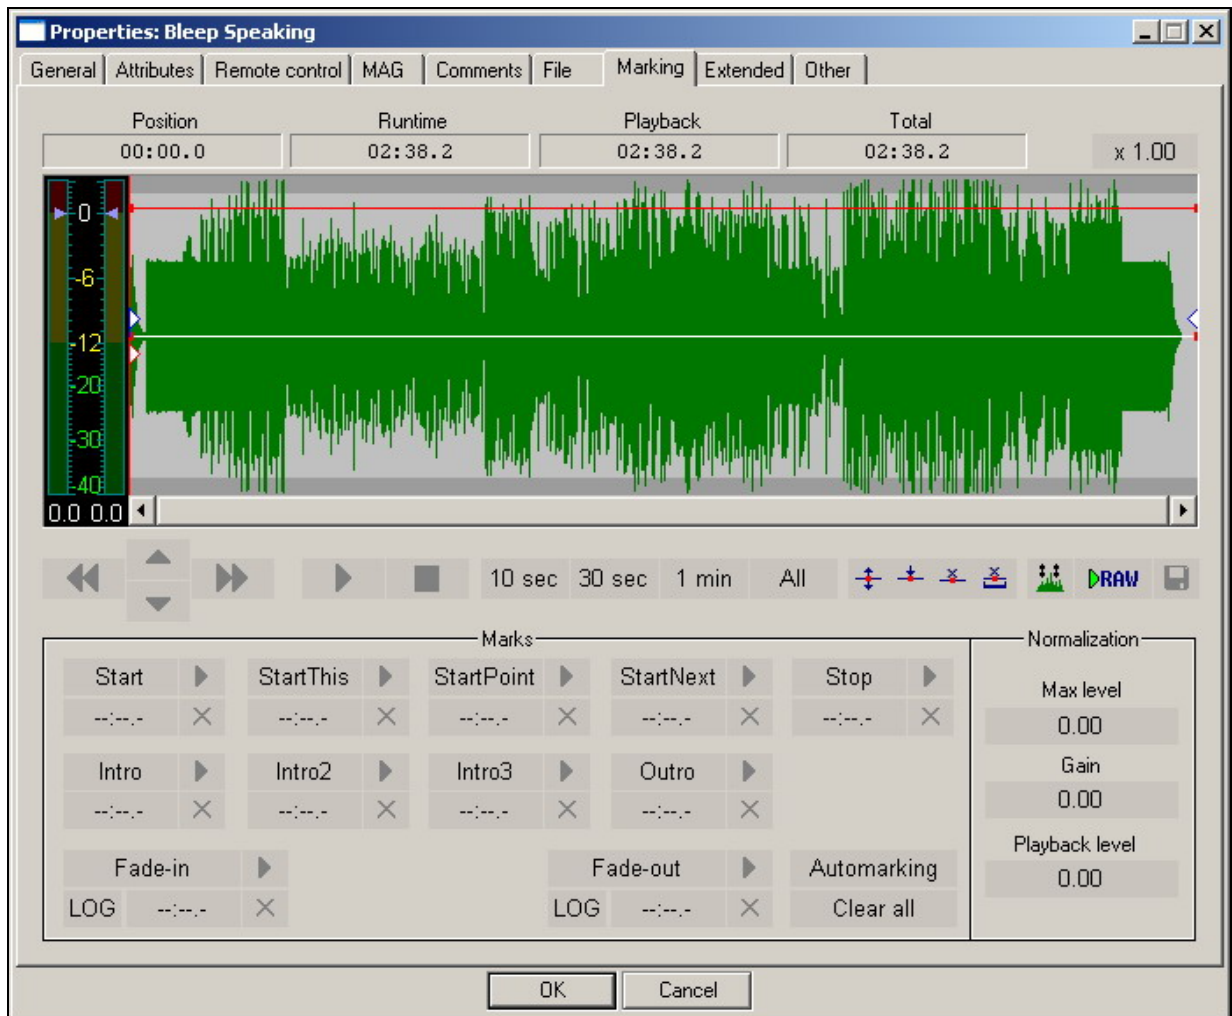 Properties: Bleep Speaking
General Attributes Remote control MAG Comments File Marking Extended Other
Position Runtime Playback Total
00:00.0 02:38.2 02:38.2 02:38.2 x 1.00
0
-6
-12
-20
-30
-40
0.0 0.0
10 sec 30 sec 1 min All DRAW
Marks Normalization
Start StartThis StartPoint StartNext Stop
--:--.- --:--.- --:--.- --:--.- --:--.-
Max level
0.00
Intro Intro2 Intro3 Outro
--:--.- --:--.- --:--.- --:--.-
Gain
0.00
Fade-in Fade-out Automarking
LOG --:--.- LOG --:--.- Clear all
Playback level
0.00
OK Cancel